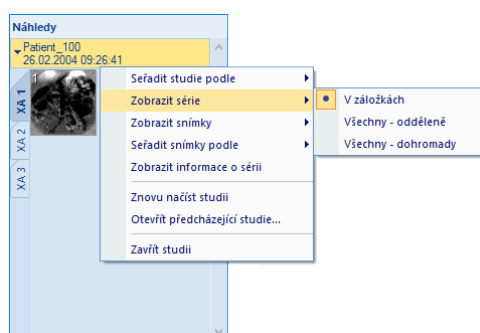 Náhledy
Patient_100
26.02.2004 09:26:41
1
XA 1
XA 2
XA 3
Seřadit studie podle
Zobrazit série
Zobrazit snímky
Seřadit snímky podle
Zobrazit informace o sérii
Znovu načíst studii
Otevřít předcházející studie...
Zavřít studii
V záložkách
Všechny - odděleně
Všechny - dohromady